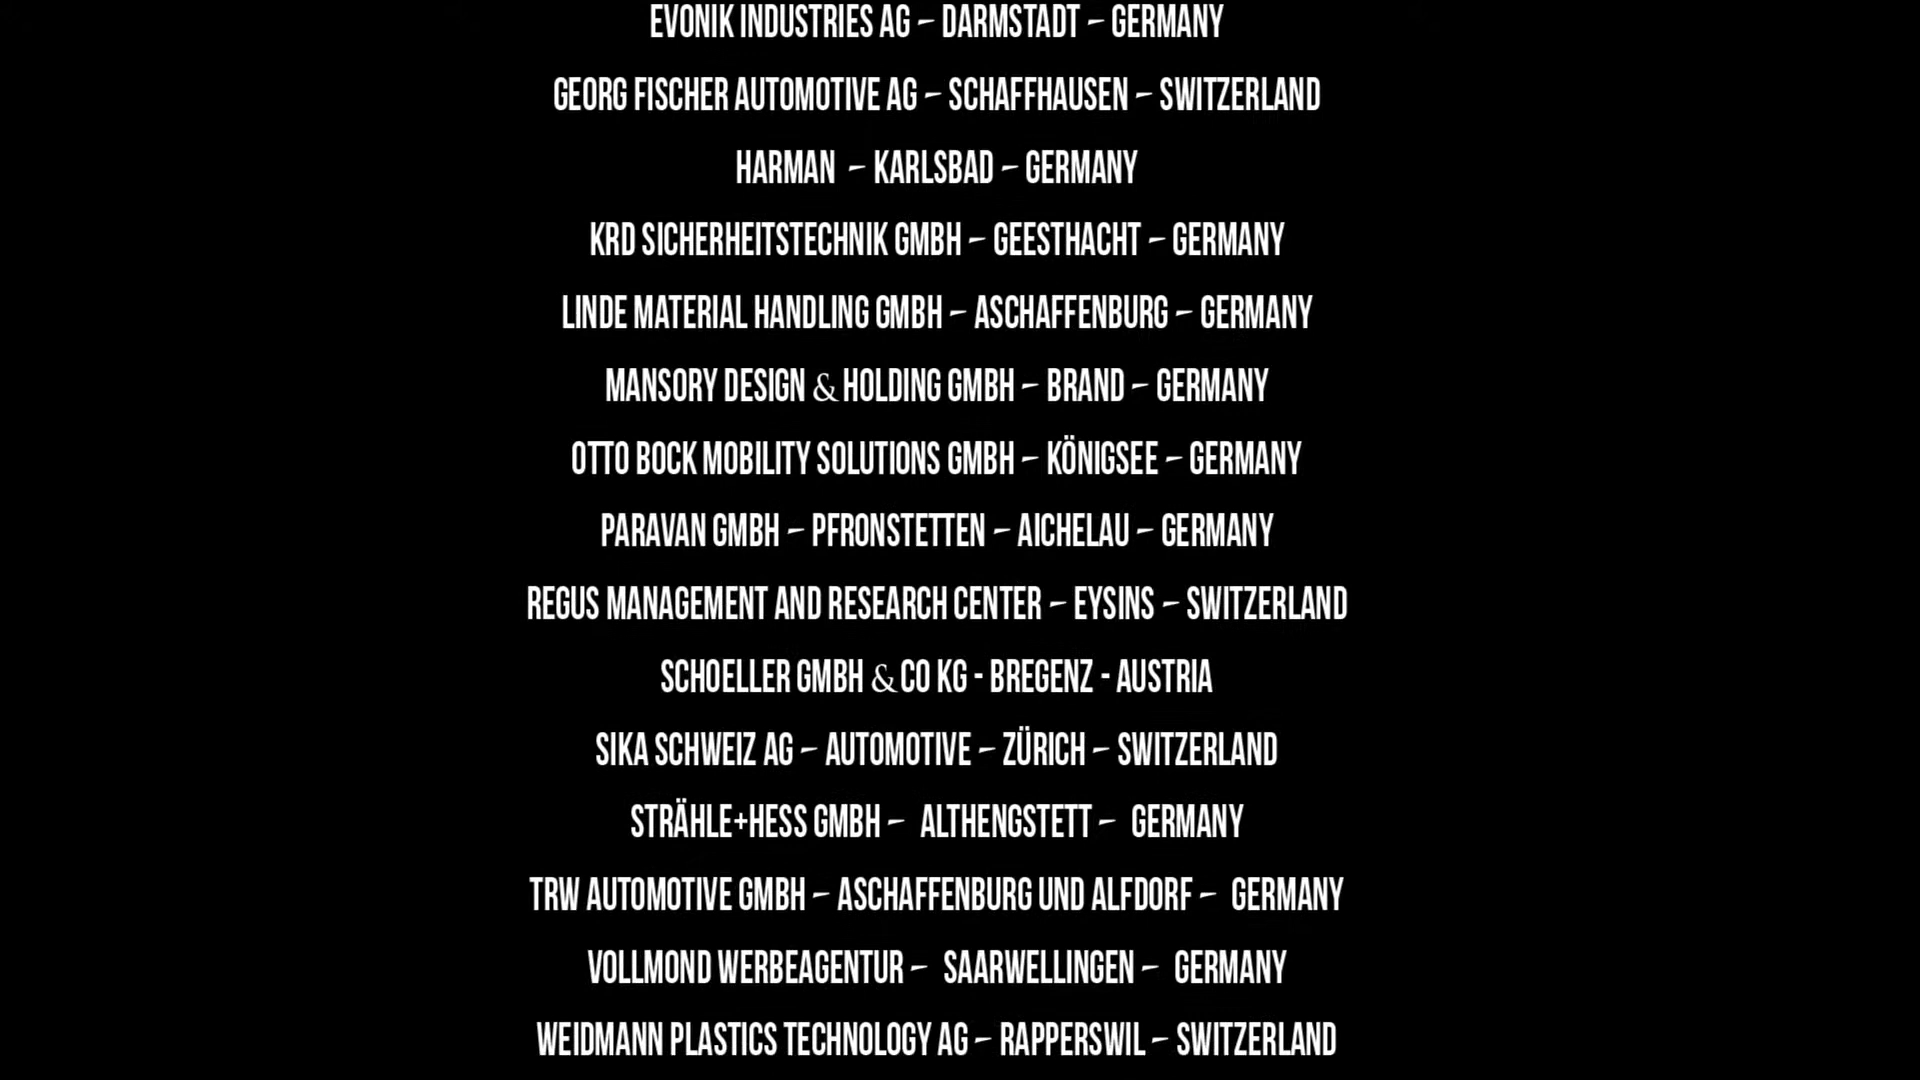 EVONIK INDUSTRIES AG – DARMSTADT – GERMANY
GEORG FISCHER AUTOMOTIVE AG – SCHAFFHAUSEN – SWITZERLAND
HARMAN – KARLSBAD – GERMANY
KRD SICHERHEITSTECHNIK GMBH – GEESTHACHT – GERMANY
LINDE MATERIAL HANDLING GMBH – ASCHAFFENBURG – GERMANY
MANSORY DESIGN & HOLDING GMBH – BRAND – GERMANY
OTTO BOCK MOBILITY SOLUTIONS GMBH – KÖNIGSEE – GERMANY
PARAVAN GMBH – PFRONSTETTEN – AICHELAU – GERMANY
REGUS MANAGEMENT AND RESEARCH CENTER – EYSINS – SWITZERLAND
SCHOELLER GMBH & CO KG - BREGENZ - AUSTRIA
SIKA SCHWEIZ AG – AUTOMOTIVE – ZÜRICH – SWITZERLAND
STRÄHLE+HESS GMBH – ALTHENGSTETT – GERMANY
TRW AUTOMOTIVE GMBH – ASCHAFFENBURG UND ALFDORF – GERMANY
VOLLMOND WERBEAGENTUR – SAARWELLINGEN – GERMANY
WEIDMANN PLASTICS TECHNOLOGY AG – RAPPERSWIL – SWITZERLAND